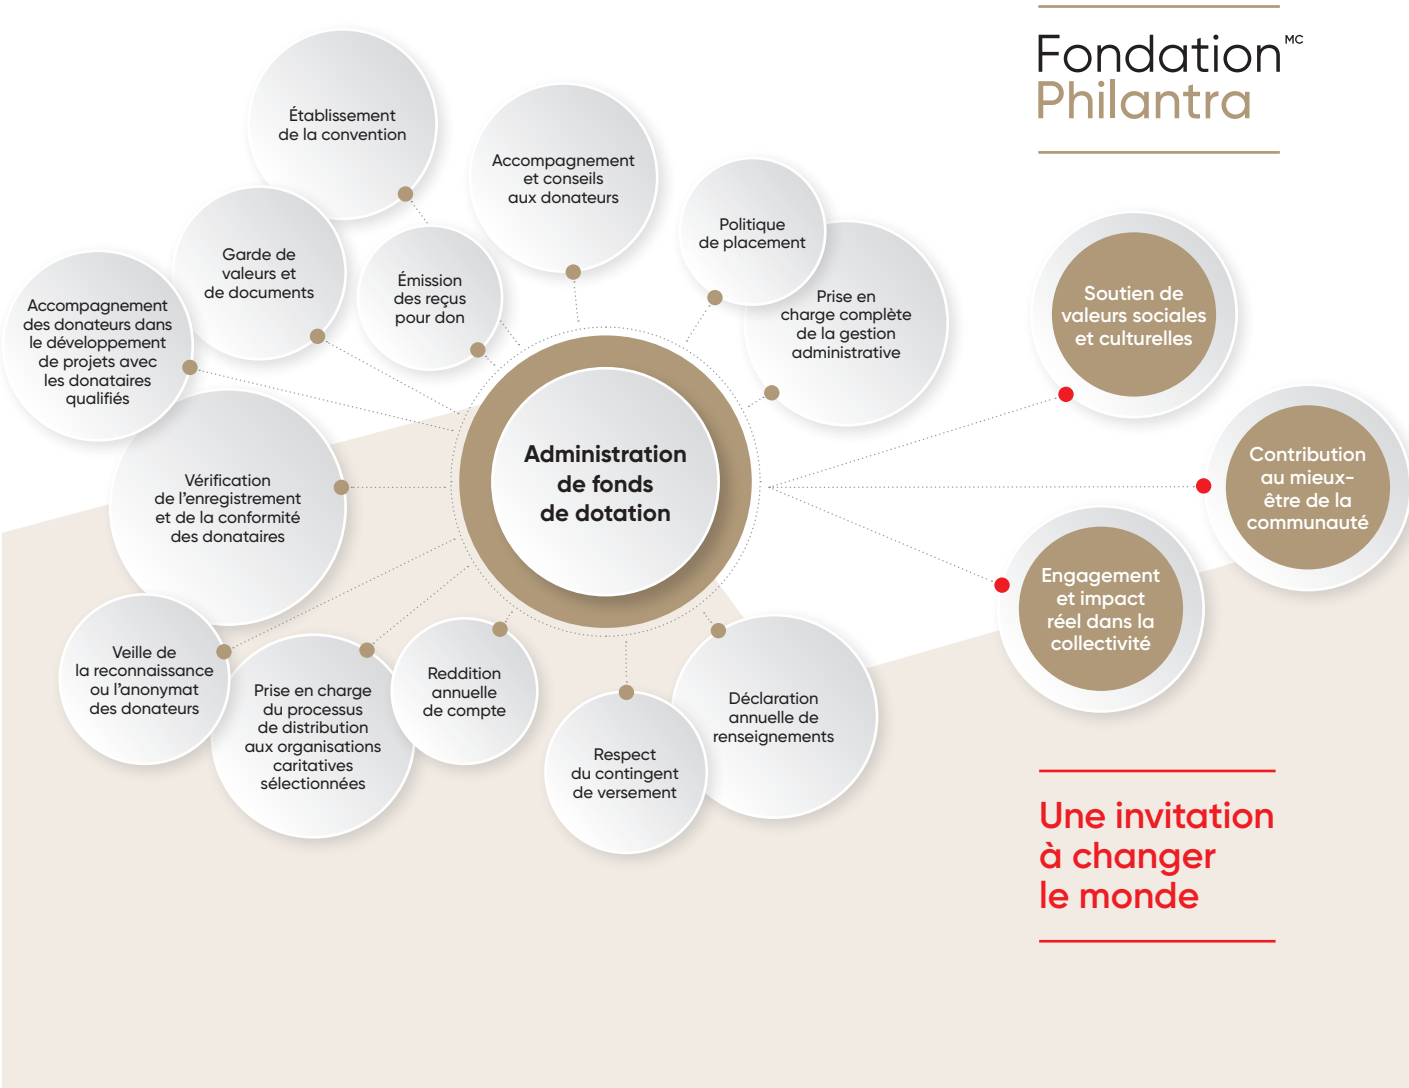 Fondation MC
Philantra
Établissement
de la convention
Accompagnement
et conseils
aux donateurs
Politique
de placement
Garde de
valeurs et
de documents
Émission
des reçus
pour don
Prise en
charge complète
de la gestion
administrative
Accompagnement
des donateurs dans
le développement
de projets avec
les donataires
qualifiés
Soutien de
valeurs sociales
et culturelles
Administration
de fonds
de dotation
Contribution
au mieux-
être de la
communauté
Vérification
de l'enregistrement
et de la conformité
des donataires
Engagement
et impact
réel dans la
collectivité
Veille de
la reconnaissance
ou l'anonymat
des donateurs
Prise en charge
du processus
de distribution
aux organisations
caritatives
sélectionnées
Reddition
annuelle
de compte
Respect
du contingent
de versement
Déclaration
annuelle de
renseignements
Une invitation
à changer
le monde